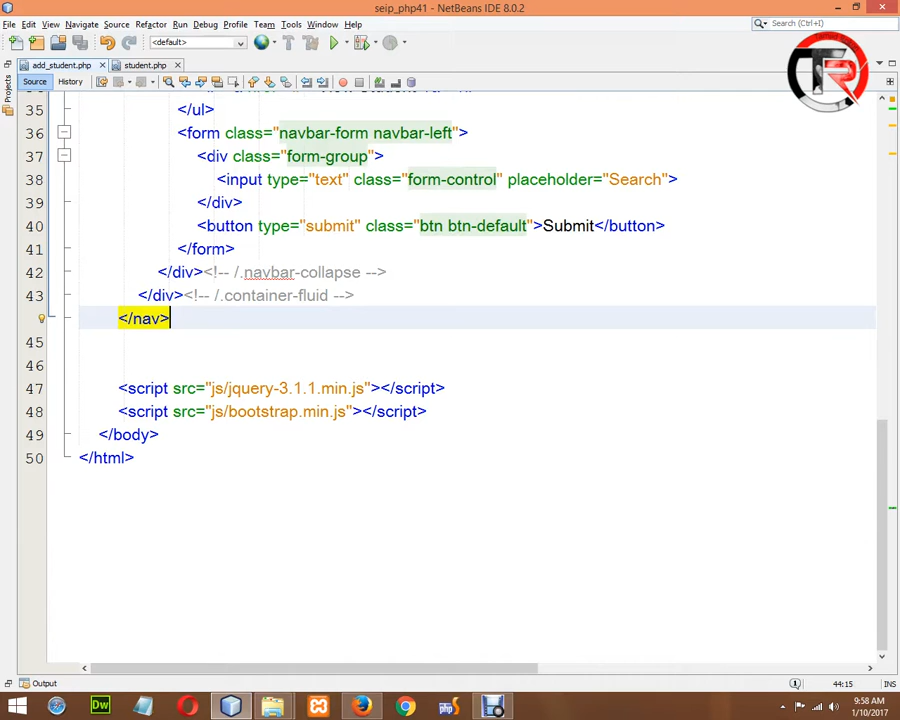 seip_php41 - NetBeans IDE 8.0.2
File Edit View Navigate Source Refactor Run Debug Profile Team Tools Window Help
<default>
Search (Ctrl+I)
add_student.php student.php
Source History
Projects
35 </ul>
36 <form class="navbar-form navbar-left">
37 <div class="form-group">
38 <input type="text" class="form-control" placeholder="Search">
39 </div>
40 <button type="submit" class="btn btn-default">Submit</button>
41 </form>
42 </div><!-- /.navbar-collapse -->
43 </div><!-- /.container-fluid -->
</nav>
45
46
47 <script src="js/jquery-3.1.1.min.js"></script>
48 <script src="js/bootstrap.min.js"></script>
49 </body>
50 </html>
Output
44:15 INS
Dw
php
9:58 AM
1/10/2017